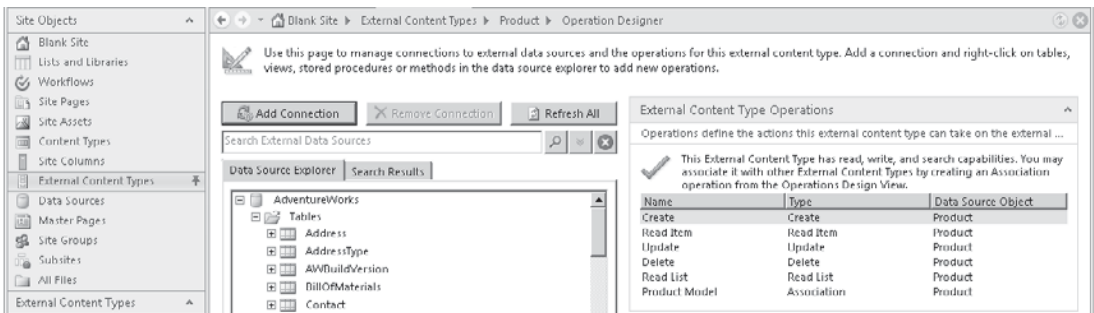 Site Objects
Blank Site
Lists and Libraries
Workflows
Site Pages
Site Assets
Content Types
Site Columns
External Content Types
Data Sources
Master Pages
Site Groups
Subsites
All Files
External Content Types
Blank Site External Content Types Product Operation Designer
Use this page to manage connections to external data sources and the operations for this external content type. Add a connection and right-click on tables,
views, stored procedures or methods in the data source explorer to add new operations.
Add Connection Remove Connection Refresh All
Search External Data Sources
Data Source Explorer Search Results
AdventureWorks
Tables
Address
AddressType
AWBuildVersion
BillOfMaterials
Contact
External Content Type Operations
Operations define the actions this external content type can take on the external ...
This External Content Type has read, write, and search capabilities. You may
associate it with other External Content Types by creating an Association
operation from the Operations Design View.
Name Type Data Source Object
Create Create Product
Read Item Read Item Product
Update Update Product
Delete Delete Product
Read List Read List Product
Product Model Association Product